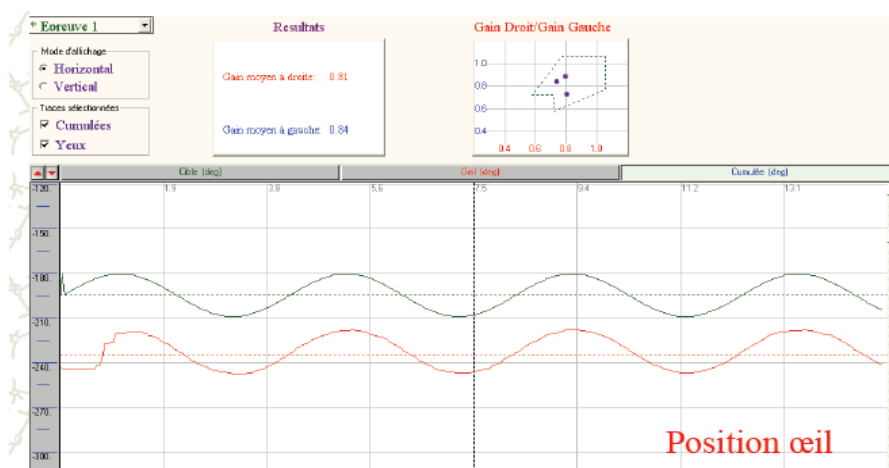 * Epreuve 1
Mode d'affichage
Horizontal
Vertical
Traces sélectionnées
Cumulées
Yeux
Resultats
Gain moyen à droite: 0.81
Gain moyen à gauche: 0.84
Gain Droit/Gain Gauche
1.0
0.8
0.6
0.4
0.4 0.6 0.8 1.0
Cible (deg) Oeil (deg) Cumulée (deg)
-120. 1.9 3.8 5.6 7.5 9.4 11.2 13.1
-150.
-180.
-210.
-240.
-270.
-300.
Position œil